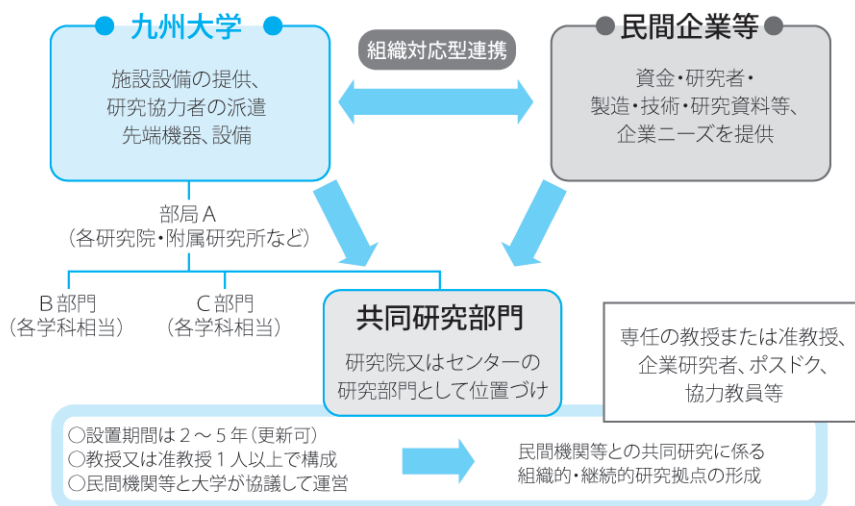 九州大学
施設設備の提供、
研究協力者の派遣
先端機器、設備
組織対応型連携
民間企業等
資金・研究者・
製造・技術・研究資料等、
企業ニーズを提供
部局A
(各研究院・附属研究所など)
B部門
(各学科相当)
C部門
(各学科相当)
共同研究部門
研究院又はセンターの
研究部門として位置づけ
専任の教授または准教授、
企業研究者、ポスドク、
協力教員等
○設置期間は2~5年(更新可)
○教授又は准教授1人以上で構成
○民間機関等と大学が協議して運営
民間機関等との共同研究に係る
組織的・継続的研究拠点の形成